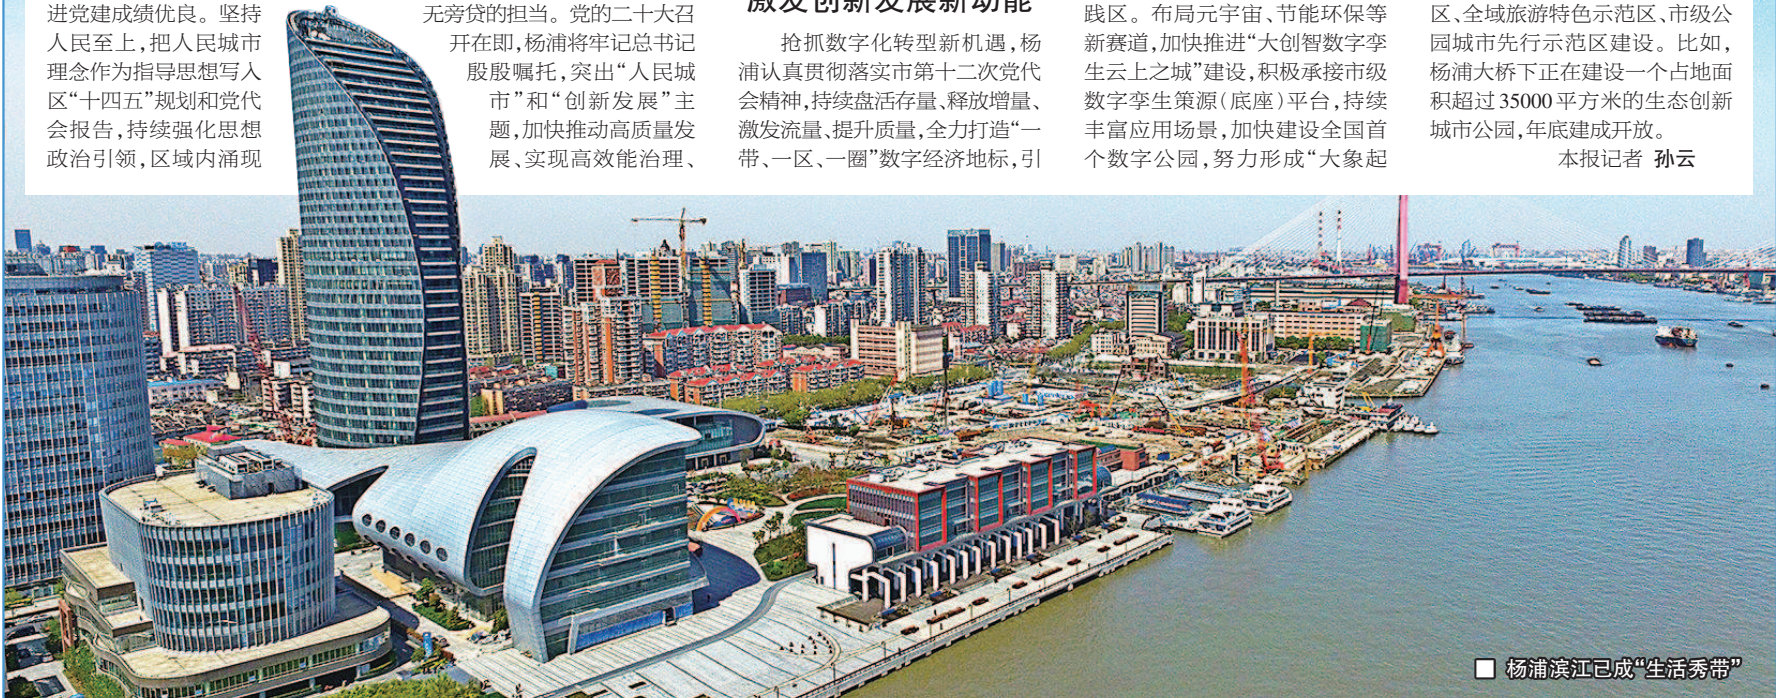 进党建成绩优良。坚持
人民至上,把人民城市
理念作为指导思想写入
区“十四五”规划和党代
会报告,持续强化思想
政治引领,区域内涌现
无旁贷的担当。党的二十大召
开在即,杨浦将牢记总书记
殷殷嘱托,突出“人民城
市”和“创新发展”主
题,加快推动高质量发
展、实现高效能治理、
激发创新发展新动能
抢抓数字化转型新机遇,杨
浦认真贯彻落实市第十二次党代
会精神,持续盘活存量、释放增量、
激发流量、提升质量,全力打造“一
带、一区、一圈”数字经济地标,引
践区。布局元宇宙、节能环保等
新赛道,加快推进“大创智数字孪
生云上之城”建设,积极承接市级
数字孪生策源(底座)平台,持续
丰富应用场景,加快建设全国首
个数字公园,努力形成“大象起
区、全域旅游特色示范区、市级公
园城市先行示范区建设。比如,
杨浦大桥下正在建设一个占地面
积超过35000平方米的生态创新
城市公园,年底建成开放。
本报记者 孙云
■ 杨浦滨江已成“生活秀带”